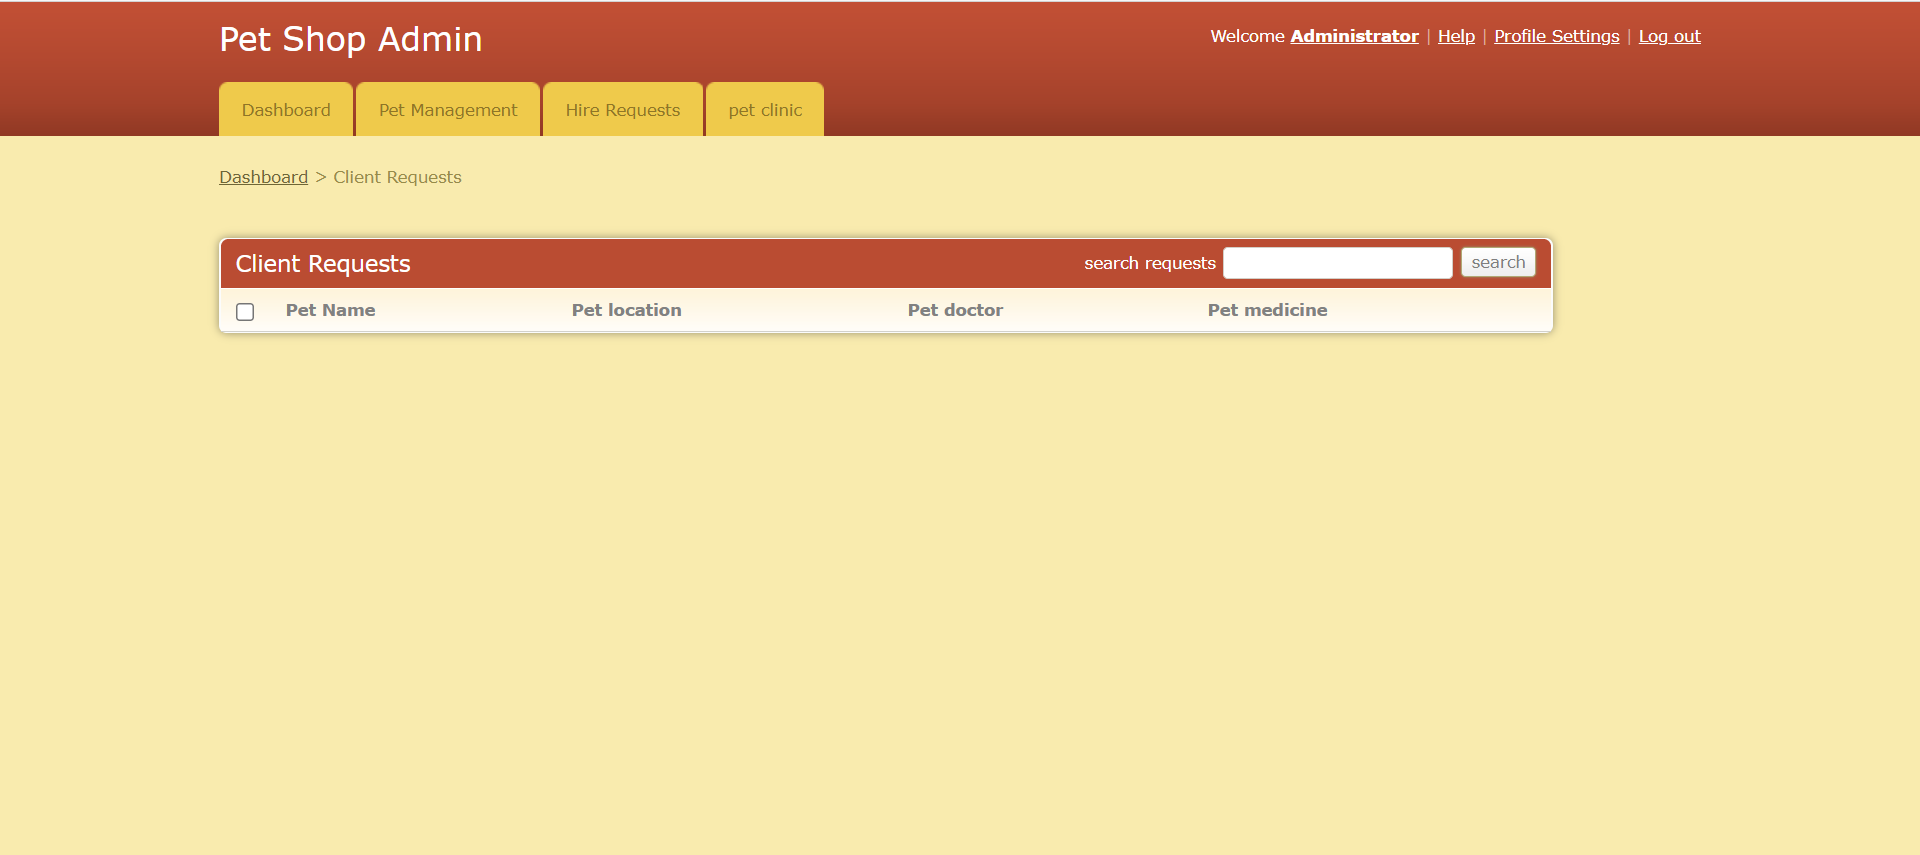 Pet Shop Admin
Welcome Administrator | Help | Profile Settings | Log out
Dashboard Pet Management Hire Requests pet clinic
Dashboard > Client Requests
Client Requests search requests search
Pet Name Pet location Pet doctor Pet medicine